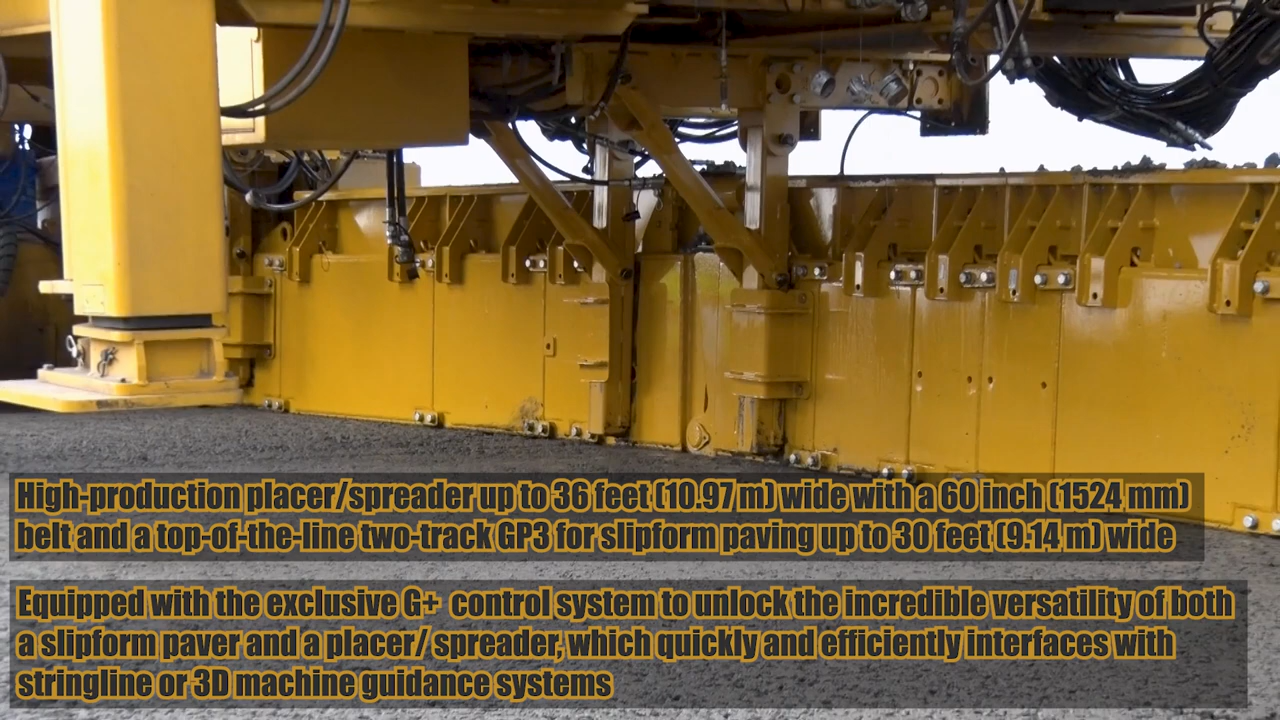 High-production placer/spreader up to 36 feet (10.97 m) wide with a 60 inch (1524 mm)
belt and a top-of-the-line two-track GP3 for slipform paving up to 30 feet (9.14 m) wide
Equipped with the exclusive G+ control system to unlock the incredible versatility of both
a slipform paver and a placer/ spreader, which quickly and efficiently interfaces with
stringline or 3D machine guidance systems